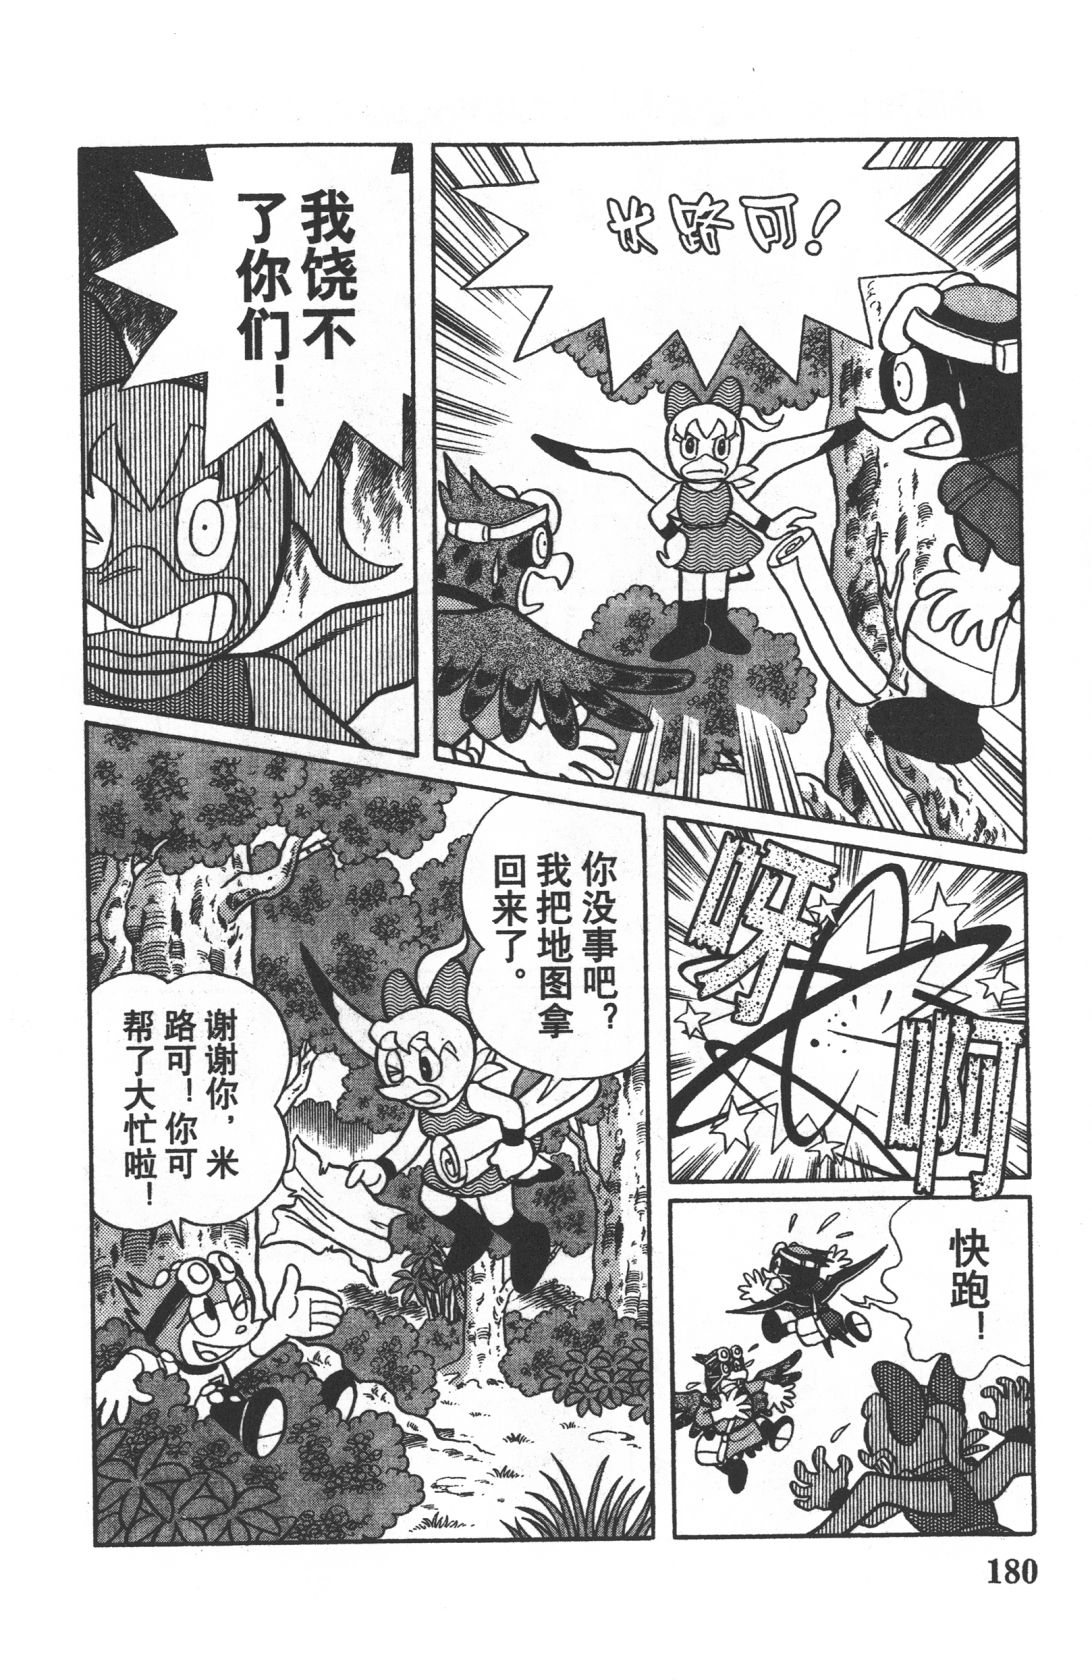 米路可！
我饶不
了你们！
呀
啊
快跑！
你没事吧？
我把地图拿
回来了。
谢谢你，米
路可！你可
帮了大忙啦！
180